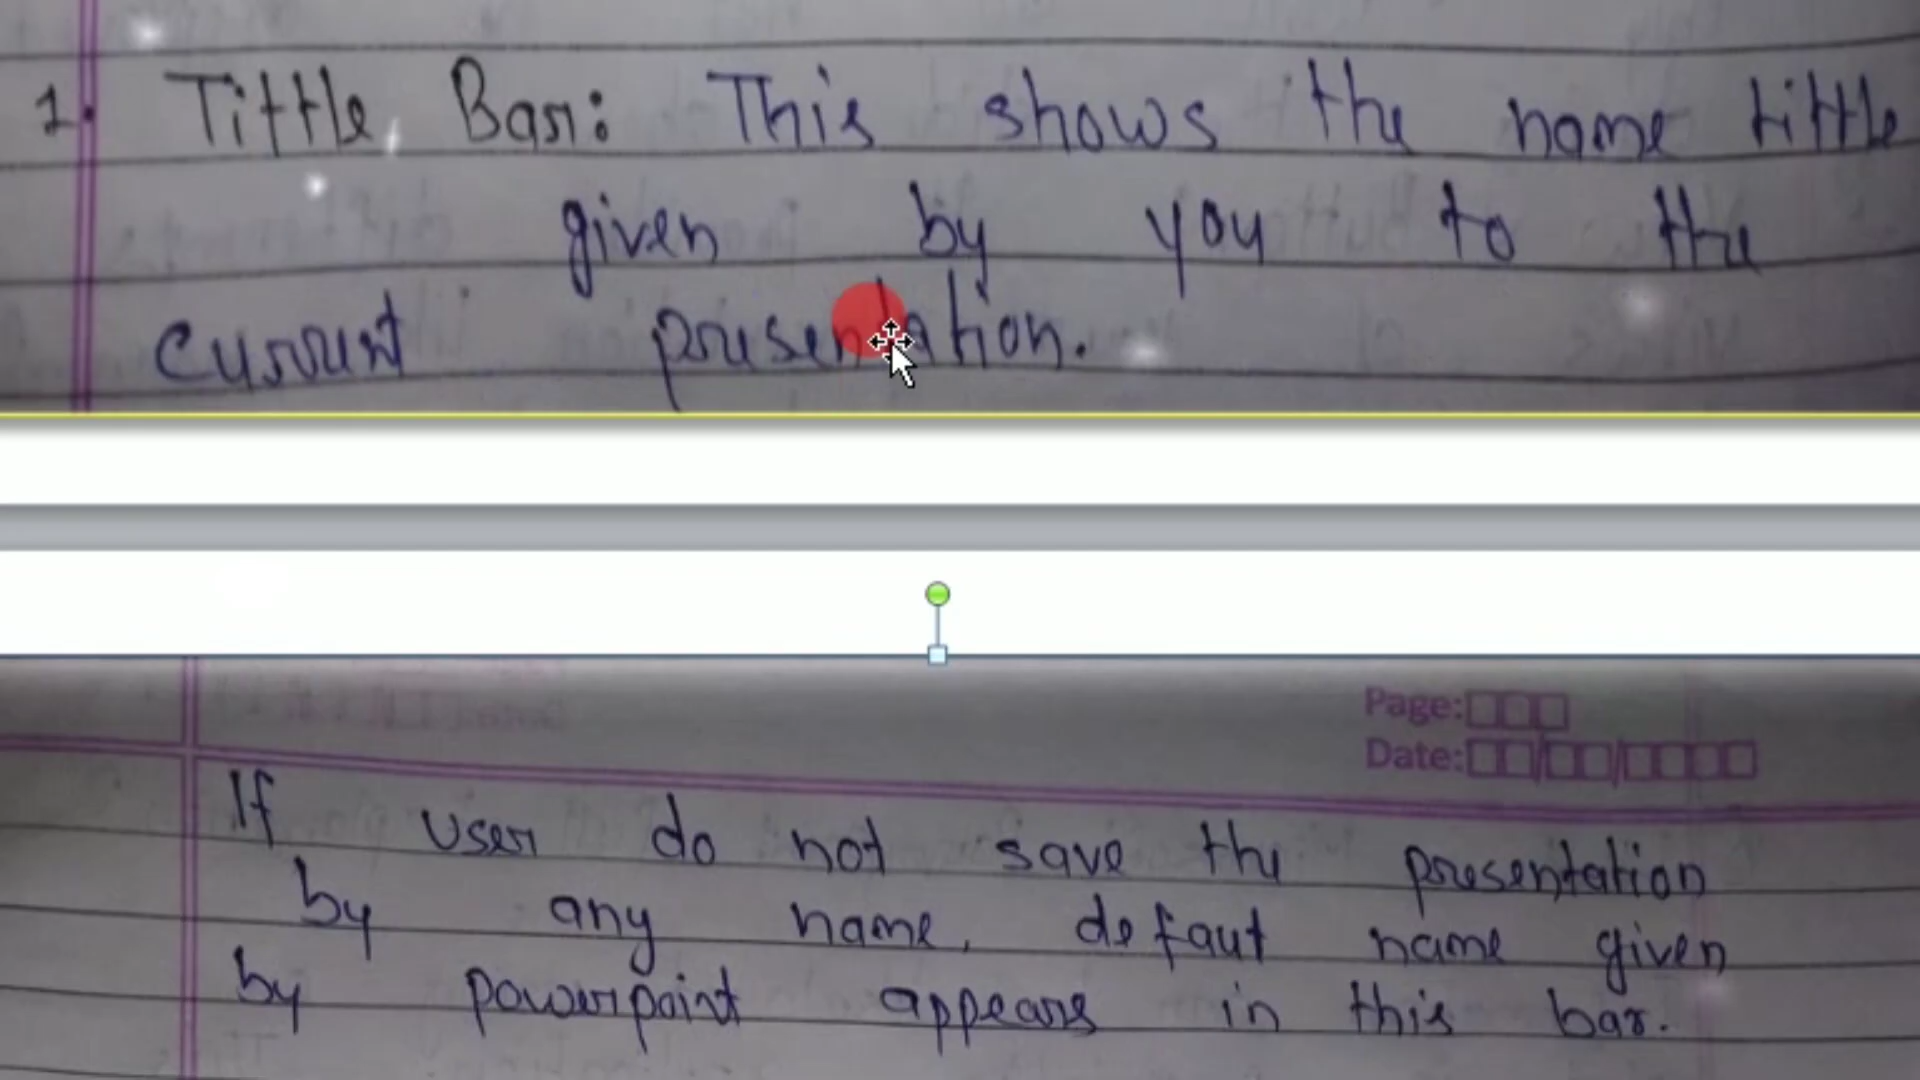 1. Tittle Bar: This shows the name tittle
given by you to the
current presentation.
Page:
Date:
If user do not save the presentation
by any name, defaut name given
by powerpoint appears in this bar.